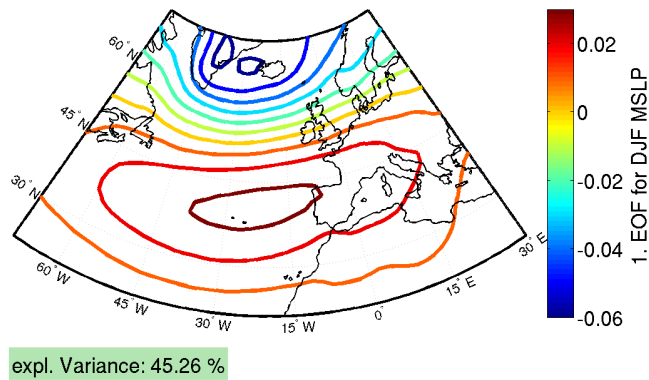 60° N
45° N
30° N
60° W
45° W
30° W
15° W
0°
15° E
30° E
0.02
0
-0.02
-0.04
-0.06
1. EOF for DJF MSLP
expl. Variance: 45.26 %